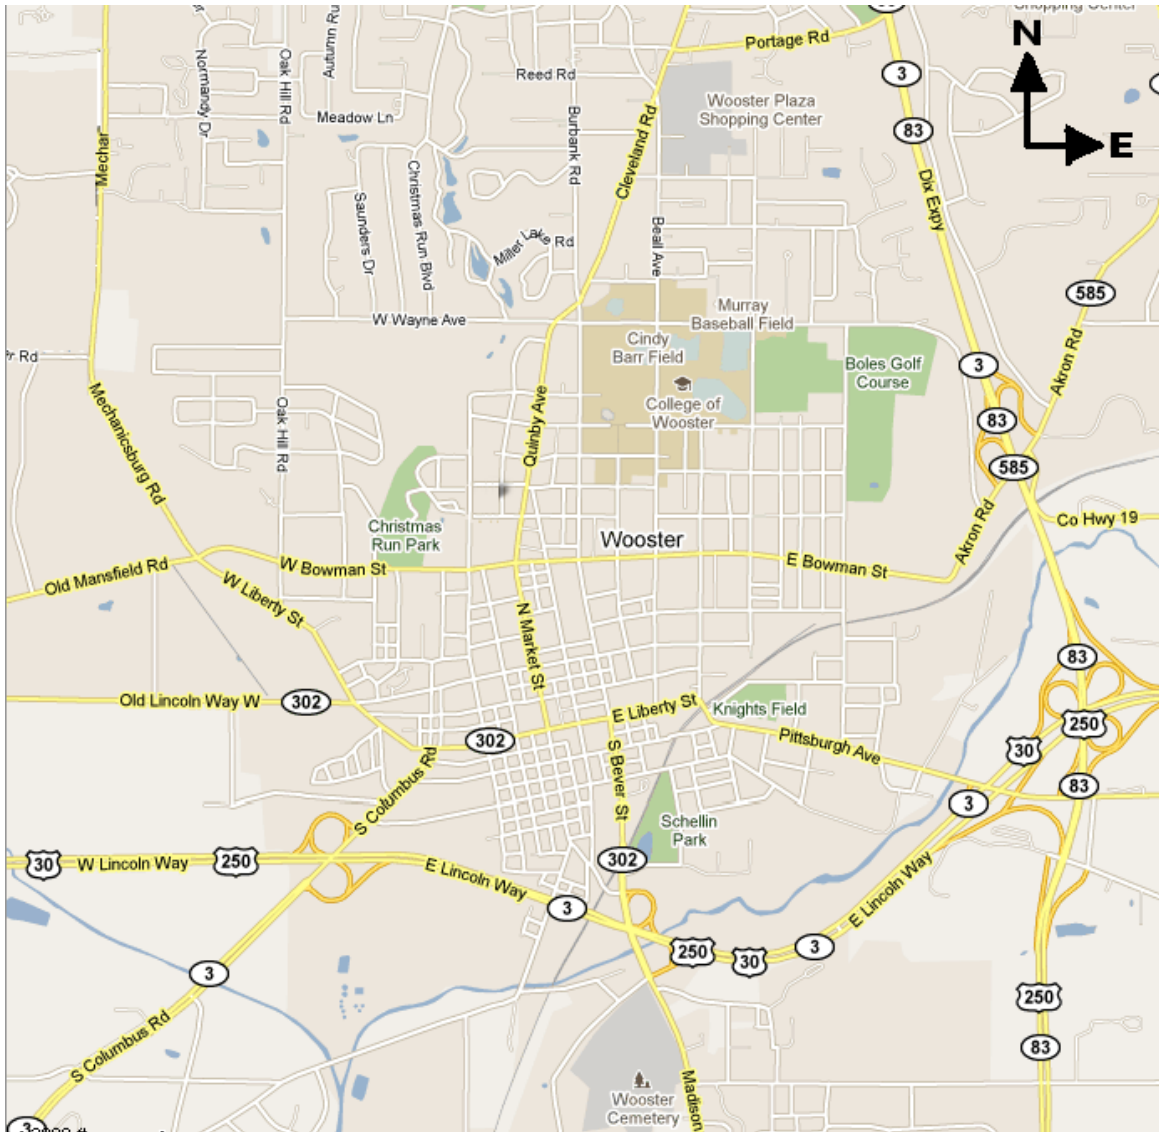 Shopping Center
N
E
Portage Rd
3
83
Reed Rd
Wooster Plaza
Shopping Center
Normandy Dr
Oak Hill Rd
Autumn Ru
Meadow Ln
Burbank Rd
Cleveland Rd
Mechar
Dix Expy
Saunders Dr
Christmas Run Blvd
Miller Lake Rd
Beall Ave
585
W Wayne Ave
Murray
Baseball Field
Cindy
Barr Field
Boles Golf
Course
Akron Rd
3
College of
Wooster
Mechanicsburg Rd
Oak Hill Rd
Quinby Ave
83
585
Christmas
Run Park
Wooster
Akron Rd
Co Hwy 19
Old Mansfield Rd
W Bowman St
E Bowman St
W Liberty St
N Market St
83
Old Lincoln Way W
302
E Liberty St
Knights Field
302
Pittsburgh Ave
250
30
S Columbus Rd
S Bever St
83
3
Schellin
Park
30
W Lincoln Way
250
E Lincoln Way
302
E Lincoln Way
3
250
30
3
3
250
83
S Columbus Rd
Wooster
Cemetery
Madison
3